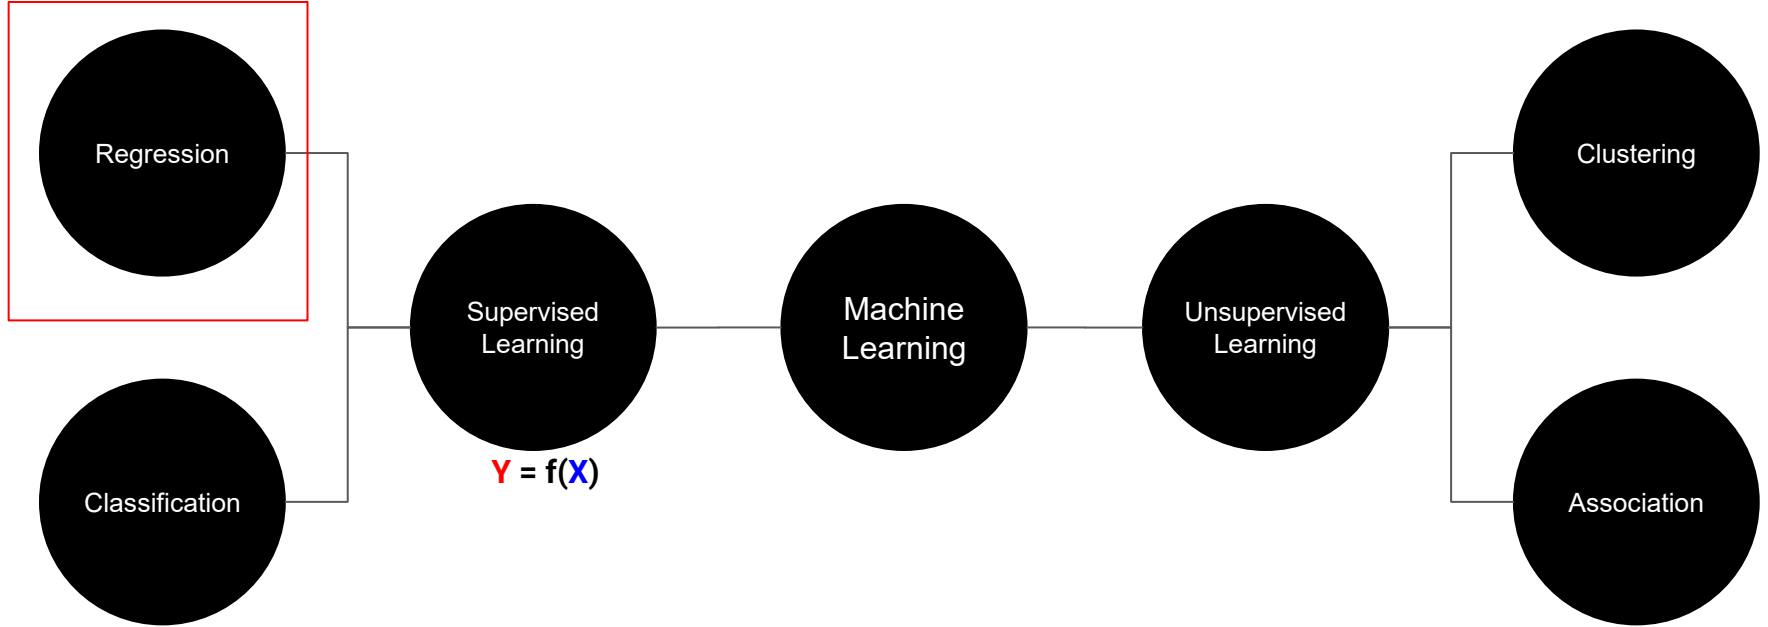 Regression
Clustering
Supervised
Learning
Machine
Learning
Unsupervised
Learning
Y = f(X)
Classification
Association